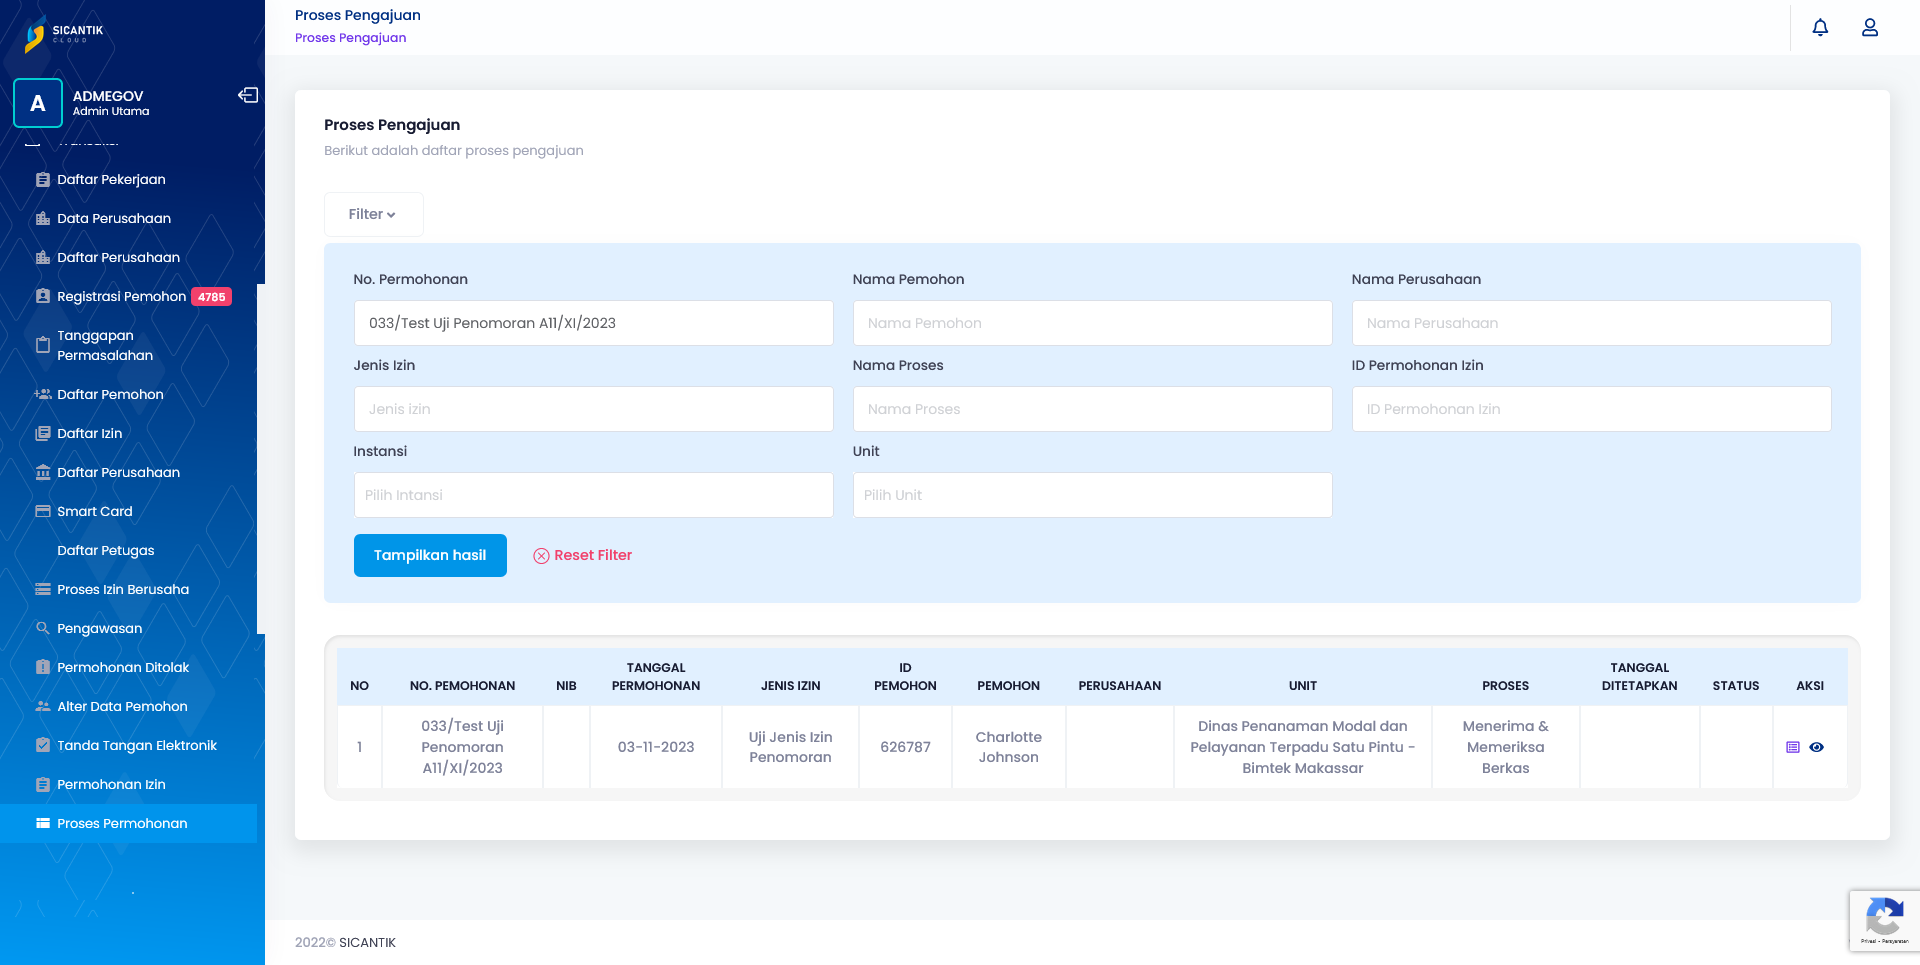 SICANTIK
CLOUD
A
ADMEGOV
Admin Utama
Transaksi
Daftar Pekerjaan
Data Perusahaan
Daftar Perusahaan
Registrasi Pemohon 4785
Tanggapan
Permasalahan
Daftar Pemohon
Daftar Izin
Daftar Perusahaan
Smart Card
Daftar Petugas
Proses Izin Berusaha
Pengawasan
Permohonan Ditolak
Alter Data Pemohon
Tanda Tangan Elektronik
Permohonan Izin
Proses Permohonan
Proses Pengajuan
Proses Pengajuan
Proses Pengajuan
Berikut adalah daftar proses pengajuan
Filter
No. Permohonan
Nama Pemohon
Nama Perusahaan
033/Test Uji Penomoran A11/XI/2023
Nama Pemohon
Nama Perusahaan
Jenis Izin
Nama Proses
ID Permohonan Izin
Jenis izin
Nama Proses
ID Permohonan Izin
Instansi
Unit
Pilih Intansi
Pilih Unit
Tampilkan hasil
Reset Filter
NO
NO. PEMOHONAN
NIB
TANGGAL
PERMOHONAN
JENIS IZIN
ID
PEMOHON
PEMOHON
PERUSAHAAN
UNIT
PROSES
TANGGAL
DITETAPKAN
STATUS
AKSI
1
033/Test Uji
Penomoran
A11/XI/2023
03-11-2023
Uji Jenis Izin
Penomoran
626787
Charlotte
Johnson
Dinas Penanaman Modal dan
Pelayanan Terpadu Satu Pintu -
Bimtek Makassar
Menerima &
Memeriksa
Berkas
2022© SICANTIK
Privasi - Persyaratan